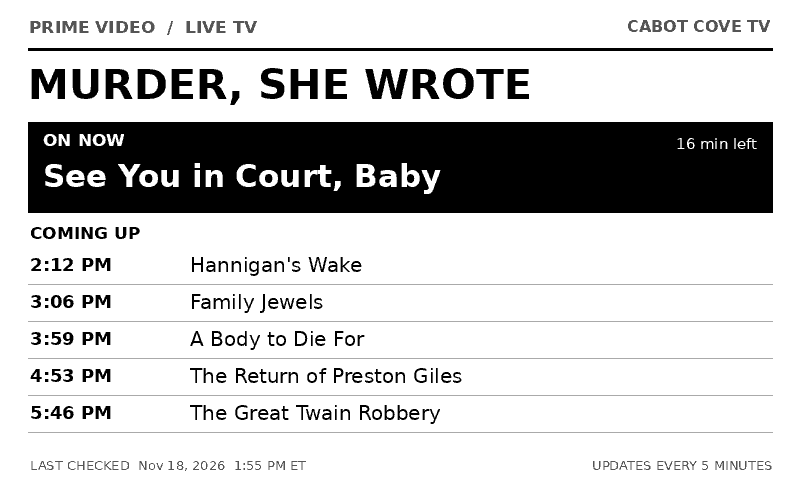 PRIME VIDEO / LIVE TV
CABOT COVE TV
MURDER, SHE WROTE
ON NOW
16 min left
See You in Court, Baby
COMING UP
2:12 PM Hannigan's Wake
3:06 PM Family Jewels
3:59 PM A Body to Die For
4:53 PM The Return of Preston Giles
5:46 PM The Great Twain Robbery
LAST CHECKED Nov 18, 2026 1:55 PM ET
UPDATES EVERY 5 MINUTES